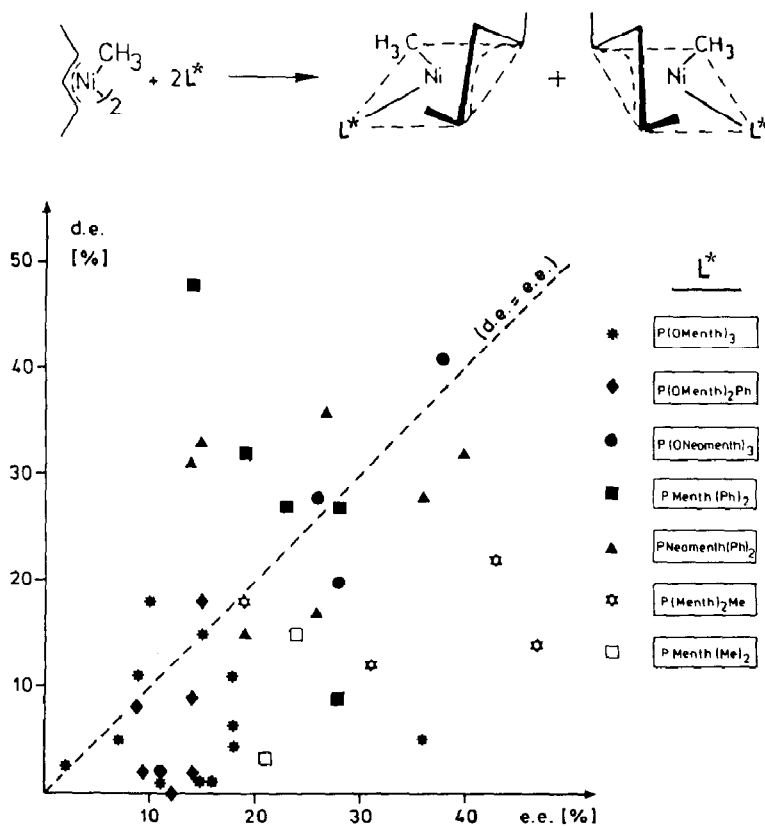 Ni CH3 )2 + 2L* ⟶ H3C Ni L* + CH3 Ni L*
d.e.
[%]
50
40
30
20
10
(d.e. = e.e.)
L*
P(OMenth)3
P(OMenth)2Ph
P(ONeomenth)3
PMenth(Ph)2
PNeomenth(Ph)2
P(Menth)2Me
PMenth(Me)2
10 20 30 40 e.e. [%]